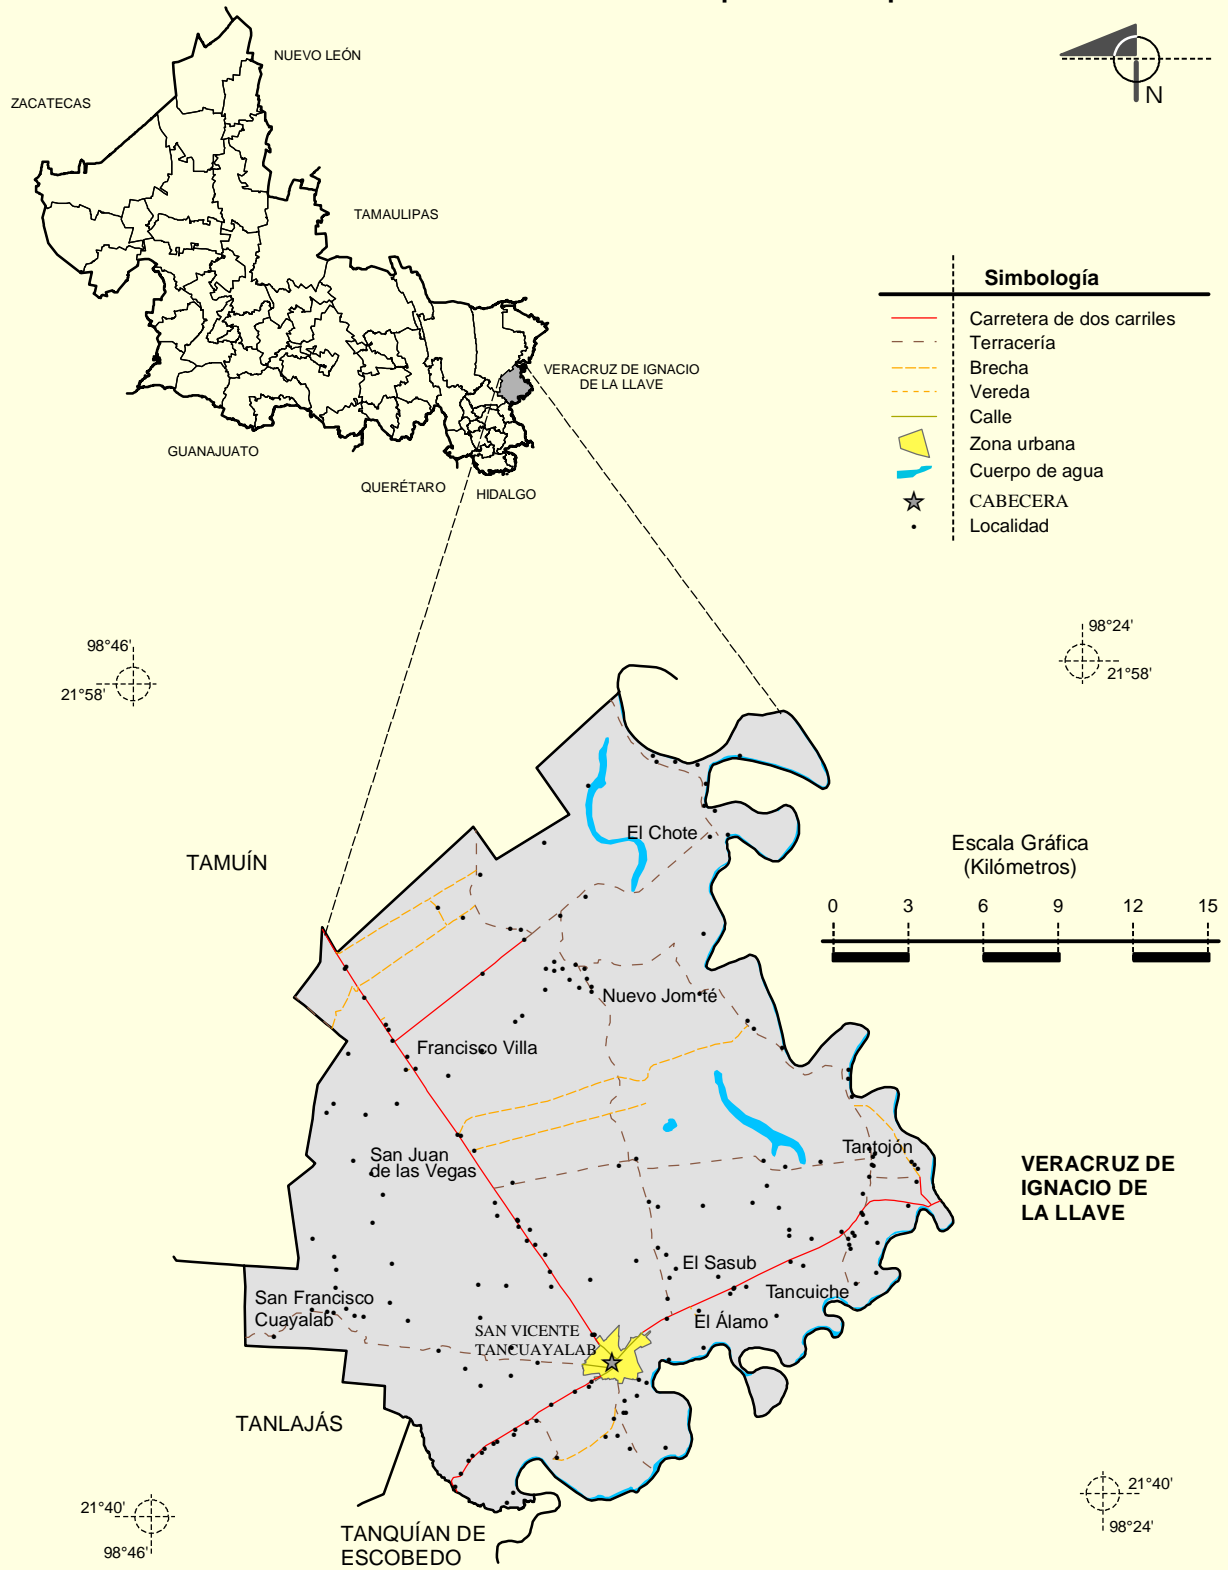 NUEVO LEÓN
ZACATECAS
N
TAMAULIPAS
Simbología
Carretera de dos carriles
Terracería
Brecha
Vereda
Calle
Zona urbana
Cuerpo de agua
CABECERA
Localidad
VERACRUZ DE IGNACIO
DE LA LLAVE
GUANAJUATO
QUERÉTARO
HIDALGO
98°46'
21°58'
98°24'
21°58'
El Chote
TAMUÍN
Escala Gráfica
(Kilómetros)
0 3 6 9 12 15
Nuevo Jom-té
Francisco Villa
San Juan
de las Vegas
Tantojón
VERACRUZ DE
IGNACIO DE
LA LLAVE
El Sasub
Tancuiche
San Francisco
Cuayalab
El Álamo
SAN VICENTE
TANCUAYALAB
TANLAJÁS
21°40'
98°46'
21°40'
98°24'
TANQUÍAN DE
ESCOBEDO